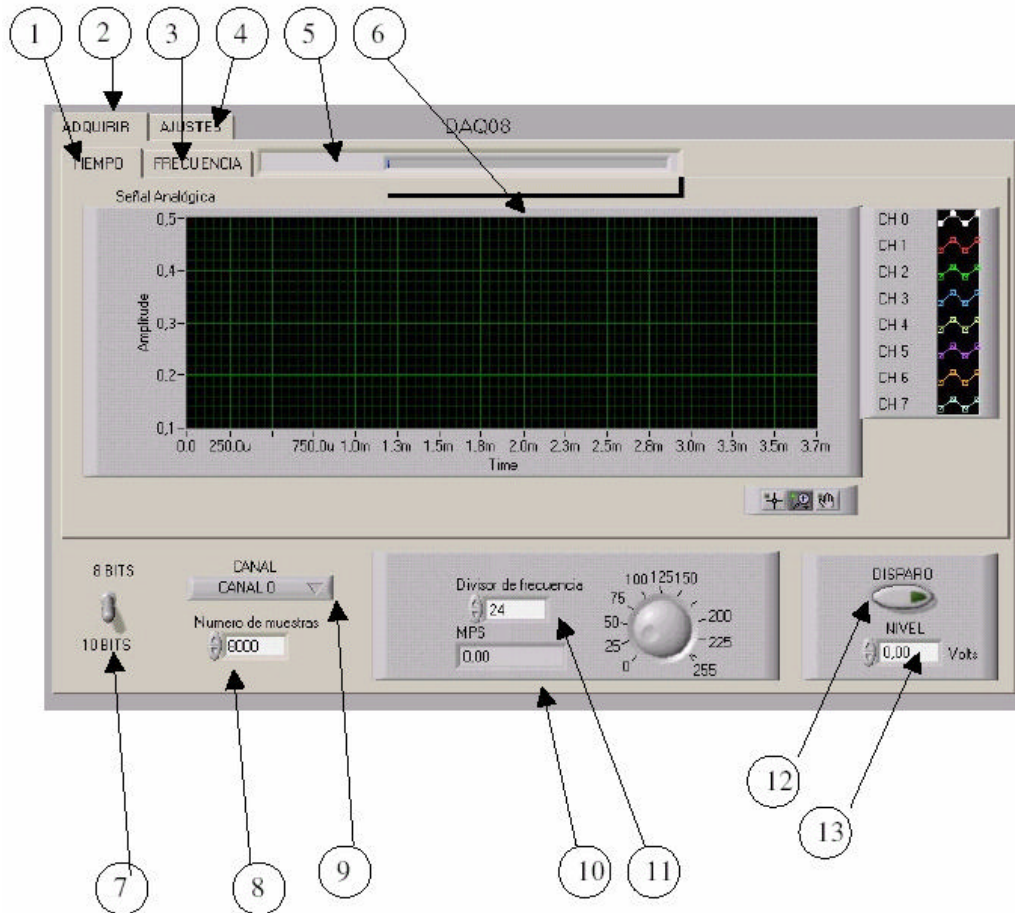 1 2 3 4 5 6
ADQUIRIR AJUSTES DAQ08
TIEMPO FRECUENCIA
Señal Analógica
0,5
0,4
0,3
0,2
0,1
Amplitude
0.0 250.0u 750.0u 1.0m 1.3m 1.5m 1.8m 2.0m 2.3m 2.5m 2.8m 3.0m 3.3m 3.5m 3.7m
Time
CH 0
CH 1
CH 2
CH 3
CH 4
CH 5
CH 6
CH 7
8 BITS
10 BITS
CANAL
CANAL 0
Numero de muestras
8000
Divisor de frecuencia
24
MPS
0,00
0 25 50 75 100 125 150 200 225 255
DISPARO
NIVEL
0,00 Volts
7 8 9 10 11 12 13